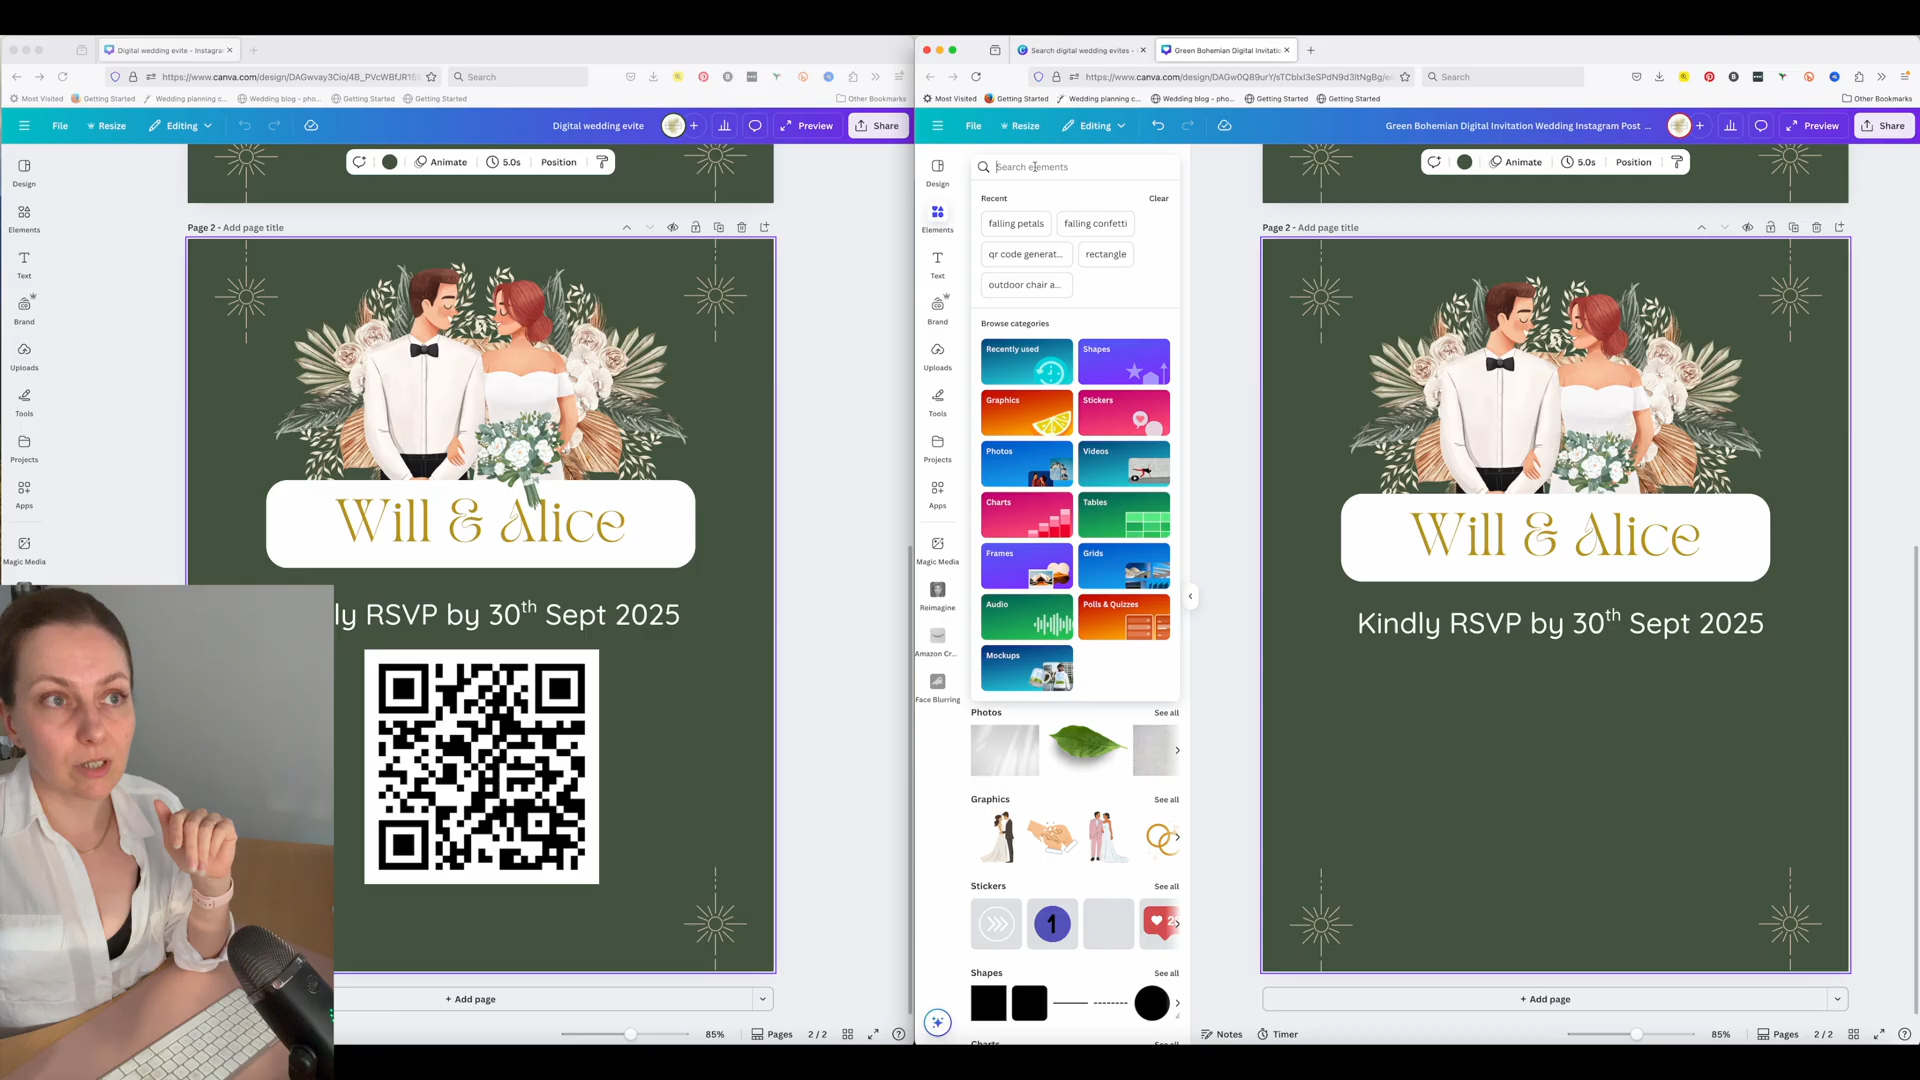 Digital wedding evite - Instagra
https://www.canva.com/design/DAGwvay3Cio/4B_PVcWBfJR15
Search
Most Visited
Getting Started
Wedding planning c...
Wedding blog - pho...
Getting Started
Getting Started
Other Bookmarks
File
Resize
Editing
Digital wedding evite
Preview
Share
Animate
5.0s
Position
Design
Elements
Text
Brand
Uploads
Tools
Projects
Apps
Magic Media
Page 2 - Add page title
Will & Alice
ly RSVP by 30th Sept 2025
+ Add page
85%
Pages
2 / 2
Search digital wedding evites -
Green Bohemian Digital Invitatio
https://www.canva.com/design/DAGw0Q89urY/sTCbIxI3eSPdN9d3ltNgBg/e
Search
Most Visited
Getting Started
Wedding planning c...
Wedding blog - pho...
Getting Started
Getting Started
Other Bookmarks
File
Resize
Editing
Green Bohemian Digital Invitation Wedding Instagram Post ...
Preview
Share
Design
Elements
Text
Brand
Uploads
Tools
Projects
Apps
Magic Media
Reimagine
Amazon Cr...
Face Blurring
Search elements
Recent
Clear
falling petals
falling confetti
qr code generat...
rectangle
outdoor chair a...
Browse categories
Recently used
Shapes
Graphics
Stickers
Photos
Videos
Charts
Tables
Frames
Grids
Audio
Polls & Quizzes
Mockups
Photos
See all
Graphics
See all
Stickers
See all
1
Shapes
See all
Animate
5.0s
Position
Page 2 - Add page title
Will & Alice
Kindly RSVP by 30th Sept 2025
+ Add page
Notes
Timer
85%
Pages
2 / 2